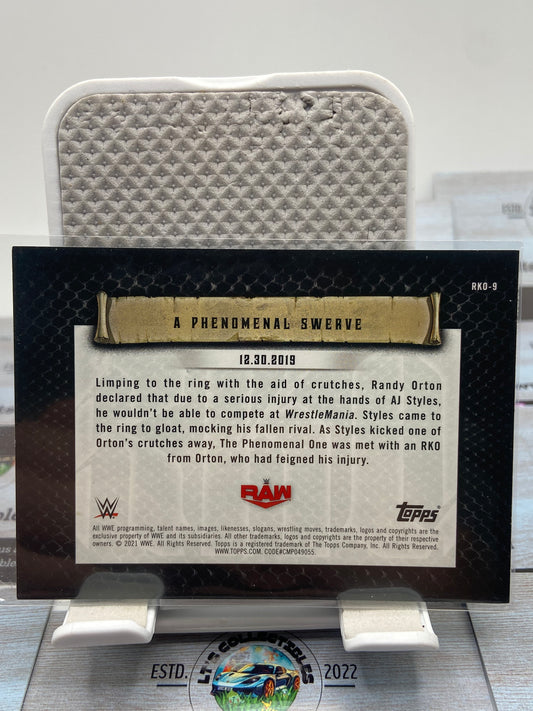 RKO-9
A PHENOMENAL SWERVE
12.30.2019
Limping to the ring with the aid of crutches, Randy Orton
declared that due to a serious injury at the hands of AJ Styles,
he wouldn't be able to compete at WrestleMania. Styles came to
the ring to gloat, mocking his fallen rival. As Styles kicked one of
Orton's crutches away, The Phenomenal One was met with an RKO
from Orton, who had feigned his injury.
W
RAW
Topps
All WWE programming, talent names, images, likenesses, slogans, wrestling moves, trademarks, logos and copyrights are the
exclusive property of WWE and its subsidiaries. All other trademarks, logos and copyrights are the property of their respective
owners. © 2021 WWE. All Rights Reserved. Topps is a registered trademark of The Topps Company, Inc. All Rights Reserved.
WWW.TOPPS.COM. CODE#CMP049055.
LT'S COLLECTIBLES
ESTD. 2022